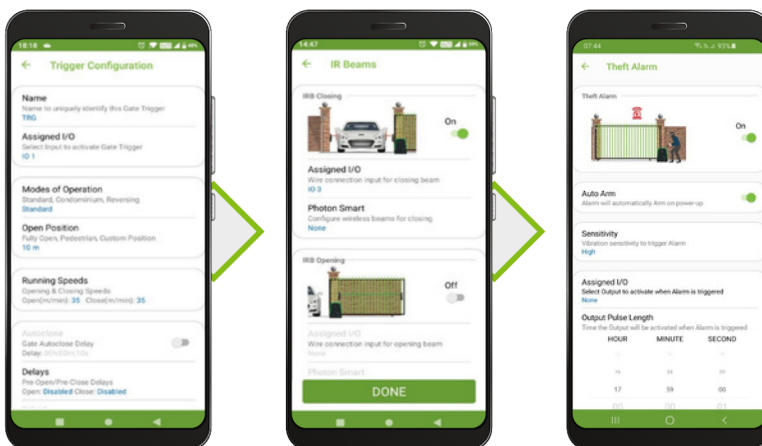 18:18
Trigger Configuration
Name
Name to uniquely identify this Gate Trigger
TRG
Assigned I/O
Select Input to activate Gate Trigger
IO 1
Modes of Operation
Standard, Condominium, Reversing
Standard
Open Position
Fully Open, Pedestrian, Custom Position
10 m
Running Speeds
Opening & Closing Speeds
Open(m/min): 35 Close(m/min): 35
Autoclose
Gate Autoclose Delay
Delay: 00h:00m:10s
Delays
Pre-Open/Pre-Close Delays
Open: Disabled Close: Disabled
14:47
IR Beams
IRB Closing
On
Assigned I/O
Wire connection input for closing beam
IO 3
Photon Smart
Configure wireless beams for closing
None
IRB Opening
Off
Assigned I/O
Wire connection input for opening beam
None
Photon Smart
DONE
07:44
93%
Theft Alarm
Theft Alarm
On
Auto Arm
Alarm will automatically Arm on power-up
Sensitivity
Vibration sensitivity to trigger Alarm
High
Assigned I/O
Select Output to activate when Alarm is triggered
None
Output Pulse Length
Time the Output will be activated when Alarm is triggered
HOUR MINUTE SECOND
17 59 00
00 00 01